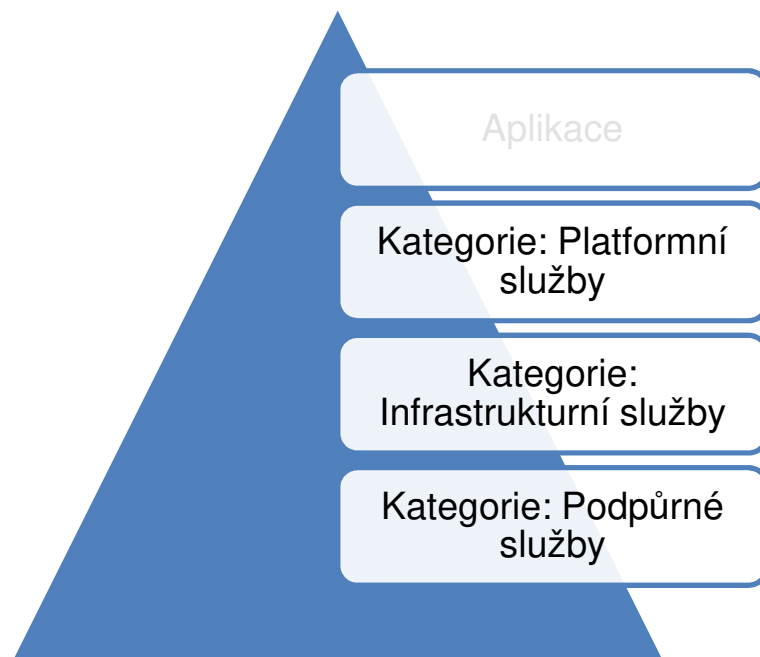 Aplikace
Kategorie: Platformní
služby
Kategorie:
Infrastrukturní služby
Kategorie: Podpůrné
služby